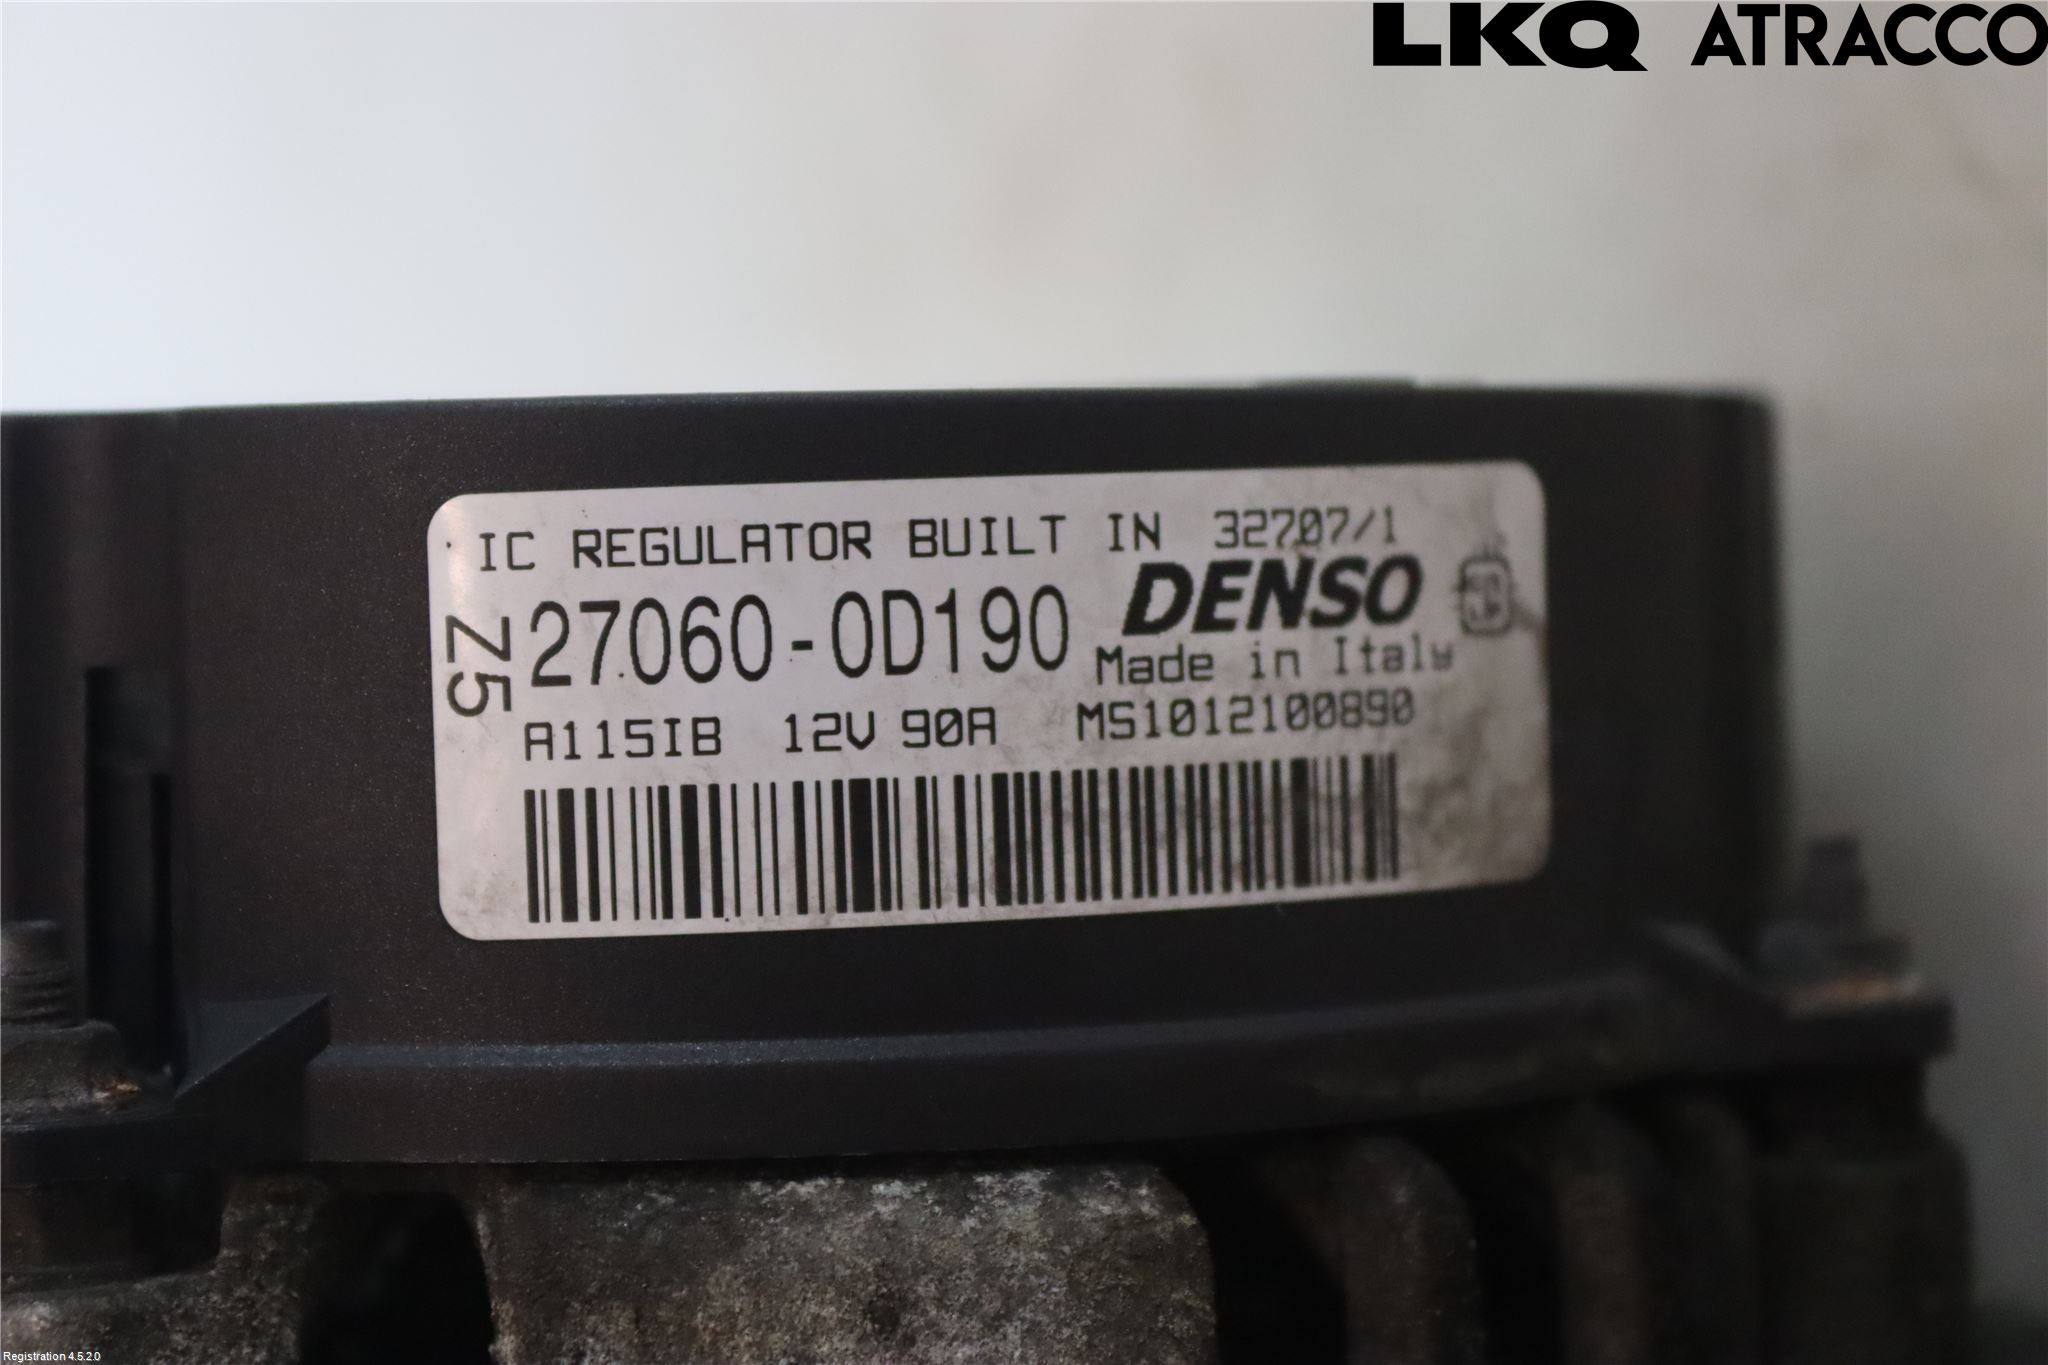 LKQ ATRACCO
IC REGULATOR BUILT IN 32707/1
Z5
27060-0D190
DENSO
Made in Italy
A115IB 12V 90A MS1012100890
Registration 4.5.2.0